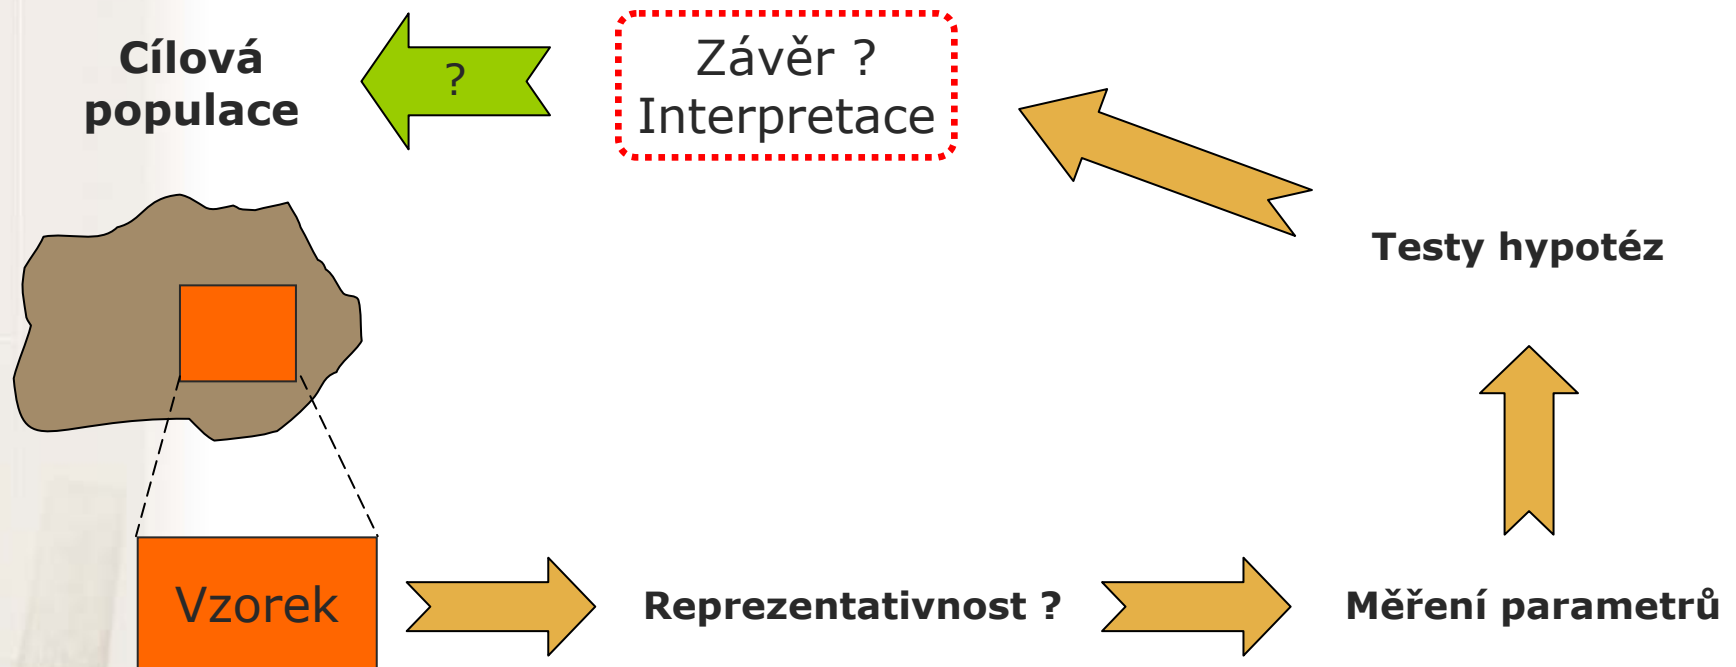 Cílová
populace
?
Závěr ?
Interpretace
Testy hypotéz
Vzorek
Reprezentativnost ?
Měření parametrů